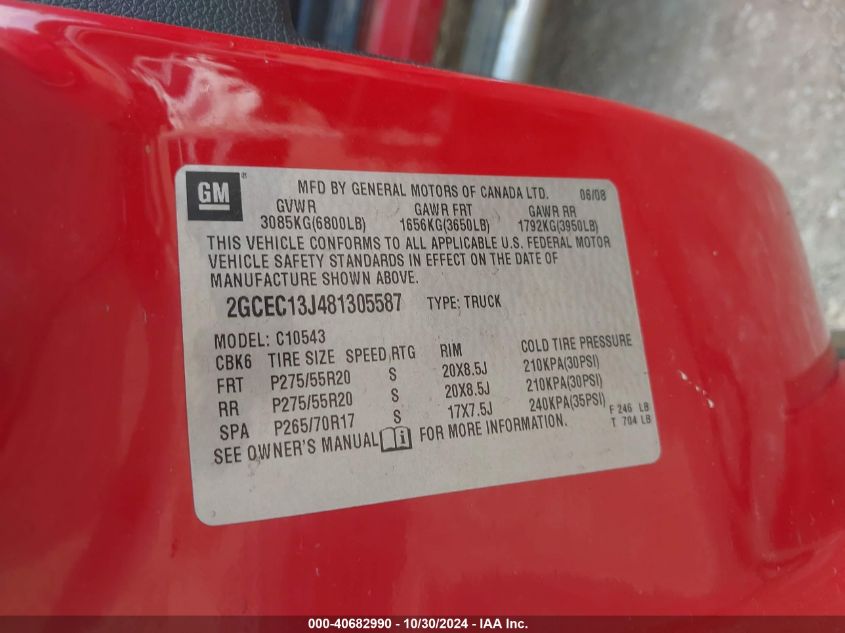 GM ® MFD BY GENERAL MOTORS OF CANADA LTD. 06/08
GVWR GAWR FRT GAWR RR
3085KG(6800LB) 1656KG(3650LB) 1792KG(3950LB)
THIS VEHICLE CONFORMS TO ALL APPLICABLE U.S. FEDERAL MOTOR
VEHICLE SAFETY STANDARDS IN EFFECT ON THE DATE OF
MANUFACTURE SHOWN ABOVE.
2GCEC13J481305587 TYPE: TRUCK
MODEL: C10543
CBK6 TIRE SIZE SPEED RTG RIM COLD TIRE PRESSURE
FRT P275/55R20 S 20X8.5J 210KPA(30PSI)
RR P275/55R20 S 20X8.5J 210KPA(30PSI)
SPA P265/70R17 S 17X7.5J 240KPA(35PSI) F 246 LB
SEE OWNER'S MANUAL i FOR MORE INFORMATION. T 704 LB
000-40682990 - 10/30/2024 - IAA Inc.